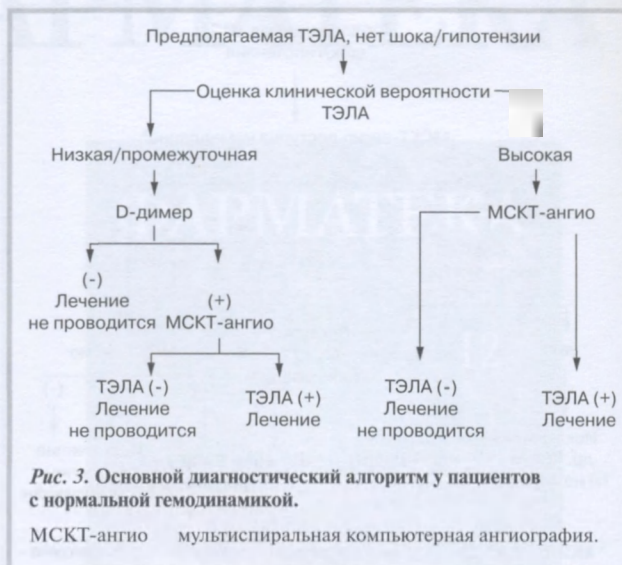 Предполагаемая ТЭЛА, нет шока/гипотензии
Оценка клинической вероятности
ТЭЛА
Низкая/промежуточная
Высокая
D-димер
МСКТ-ангио
(-)
Лечение
не проводится
(+)
МСКТ-ангио
ТЭЛА (-)
Лечение
не проводится
ТЭЛА (+)
Лечение
ТЭЛА (-)
Лечение
не проводится
ТЭЛА (+)
Лечение
Рис. 3. Основной диагностический алгоритм у пациентов
с нормальной гемодинамикой.
МСКТ-ангио мультиспиральная компьютерная ангиография.